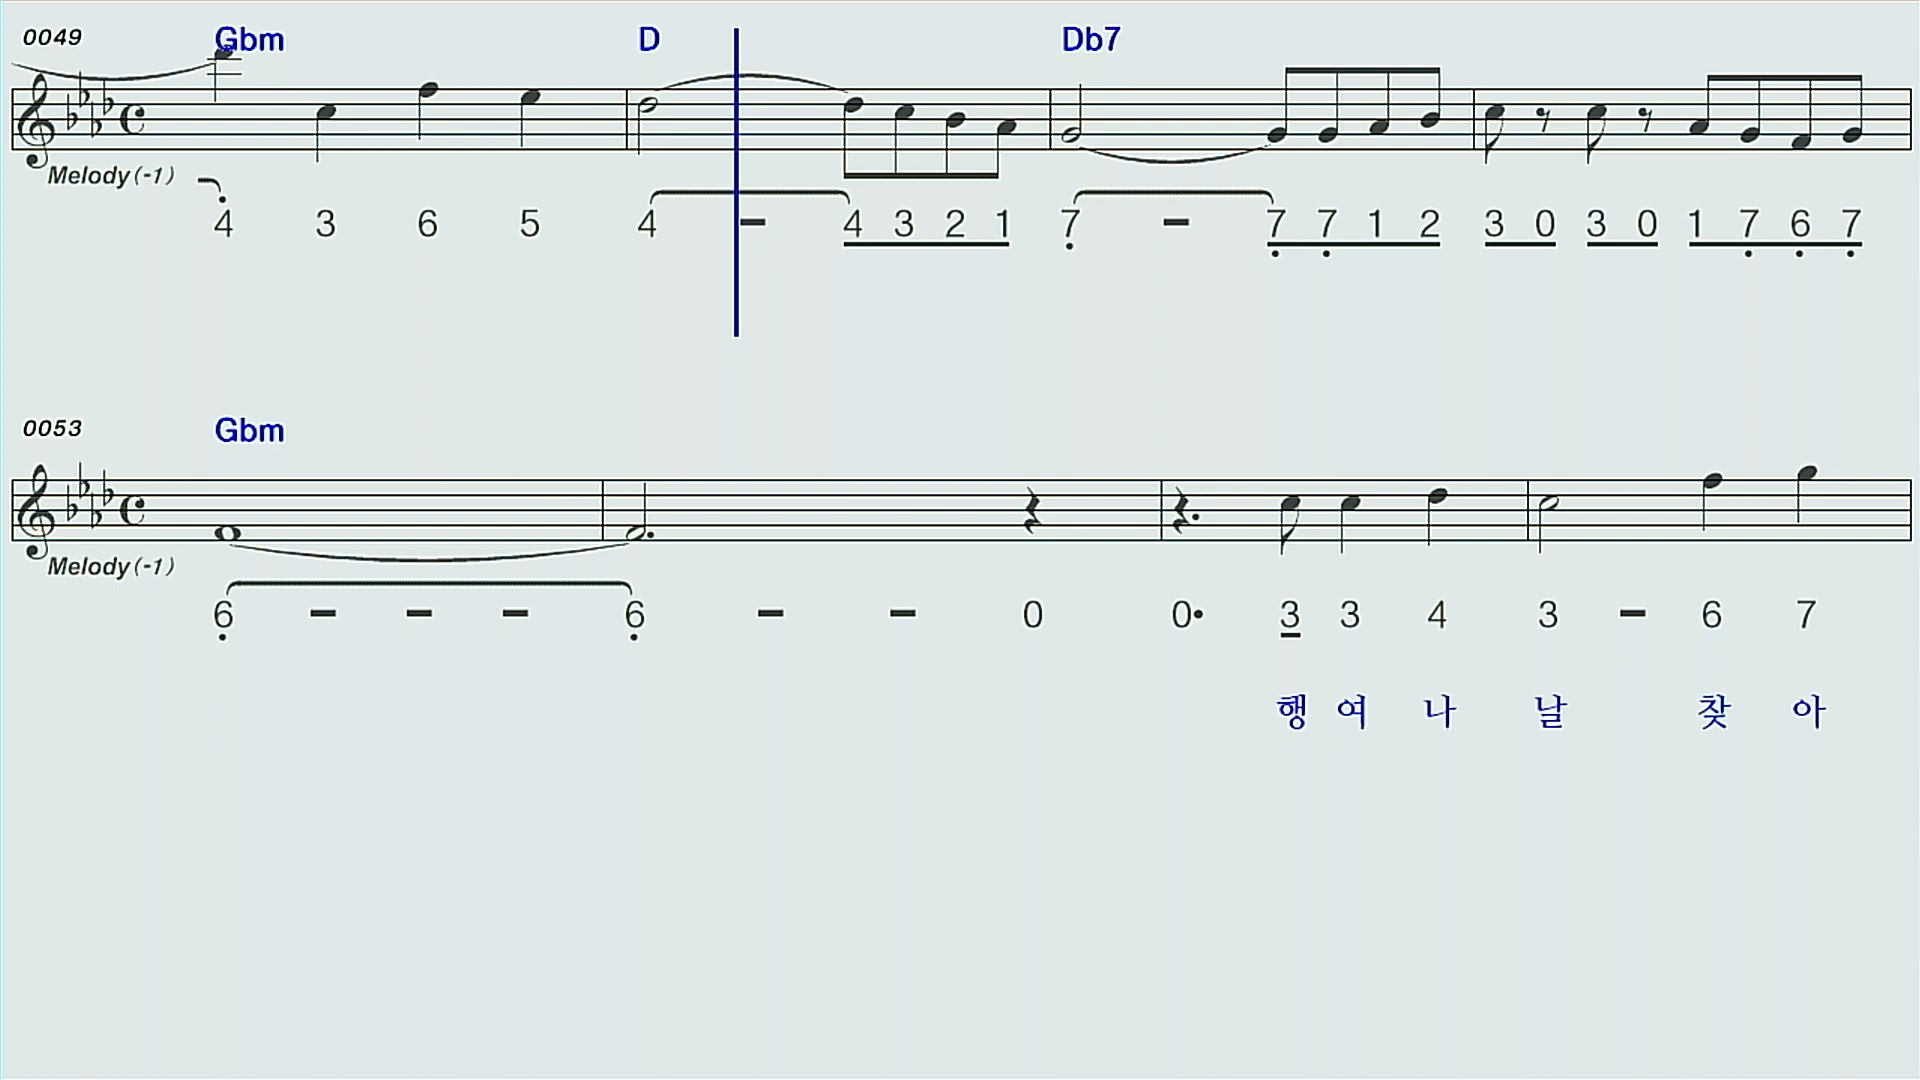 0049 Gbm D Db7
Melody(-1)
4 3 6 5 4 - 4 3 2 1 7 - 7 7 1 2 3 0 3 0 1 7 6 7
0053 Gbm
Melody(-1)
6 - - - 6 - - 0 0• 3 3 4 3 - 6 7
행 여 나 날 찾 아